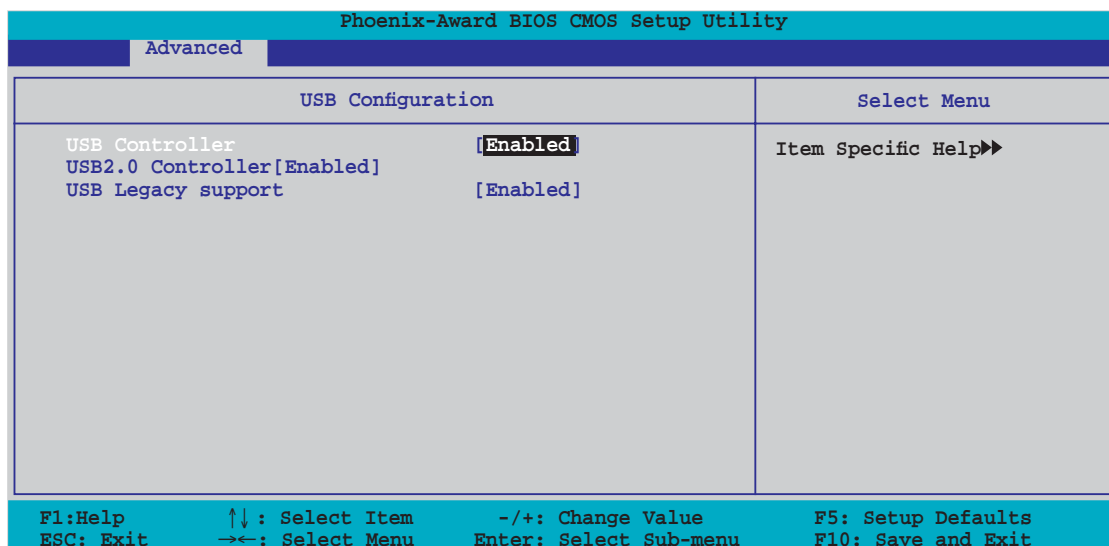 Phoenix-Award BIOS CMOS Setup Utility
Advanced
USB Configuration
Select Menu
USB Controller [Enabled]
USB2.0 Controller[Enabled]
USB Legacy support [Enabled]
Item Specific Help▶▶
F1:Help ↑↓: Select Item -/+: Change Value F5: Setup Defaults
ESC: Exit →←: Select Menu Enter: Select Sub-menu F10: Save and Exit